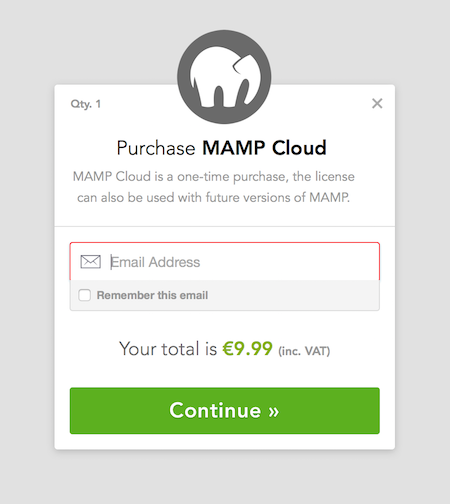 Qty. 1
Purchase MAMP Cloud
MAMP Cloud is a one-time purchase, the license
can also be used with future versions of MAMP.
Email Address
Remember this email
Your total is €9.99 (inc. VAT)
Continue »